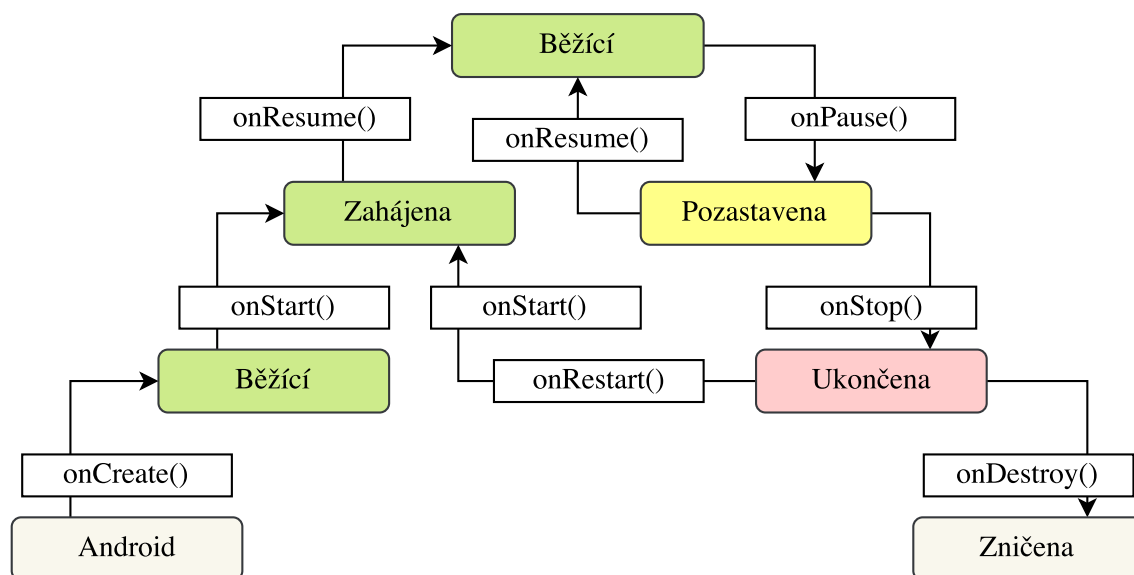 Běžící
onResume()
onPause()
onResume()
Zahájena
Pozastavena
onStart()
onStart()
onStop()
Běžící
onRestart()
Ukončena
onCreate()
onDestroy()
Android
Zničena